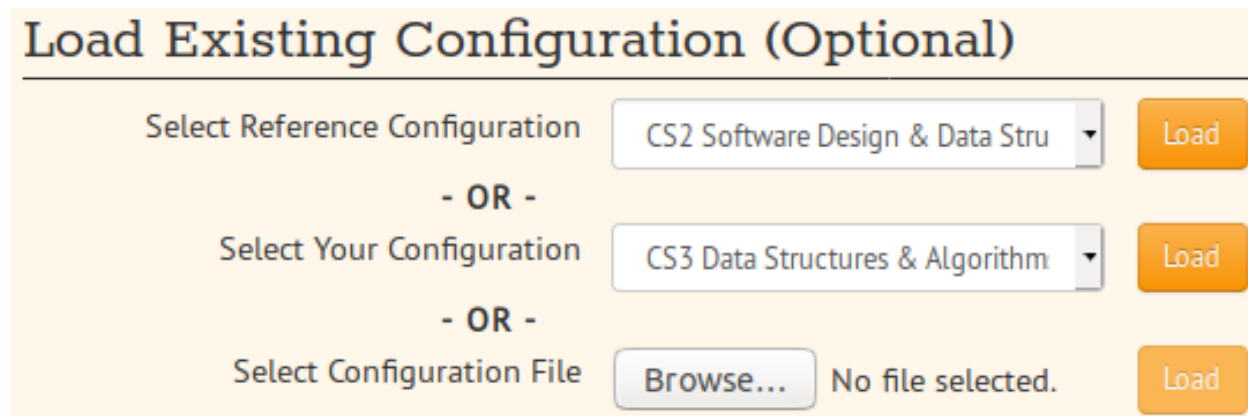 Load Existing Configuration (Optional)
Select Reference Configuration CS2 Software Design & Data Stru Load
- OR -
Select Your Configuration CS3 Data Structures & Algorithm Load
- OR -
Select Configuration File Browse... No file selected. Load